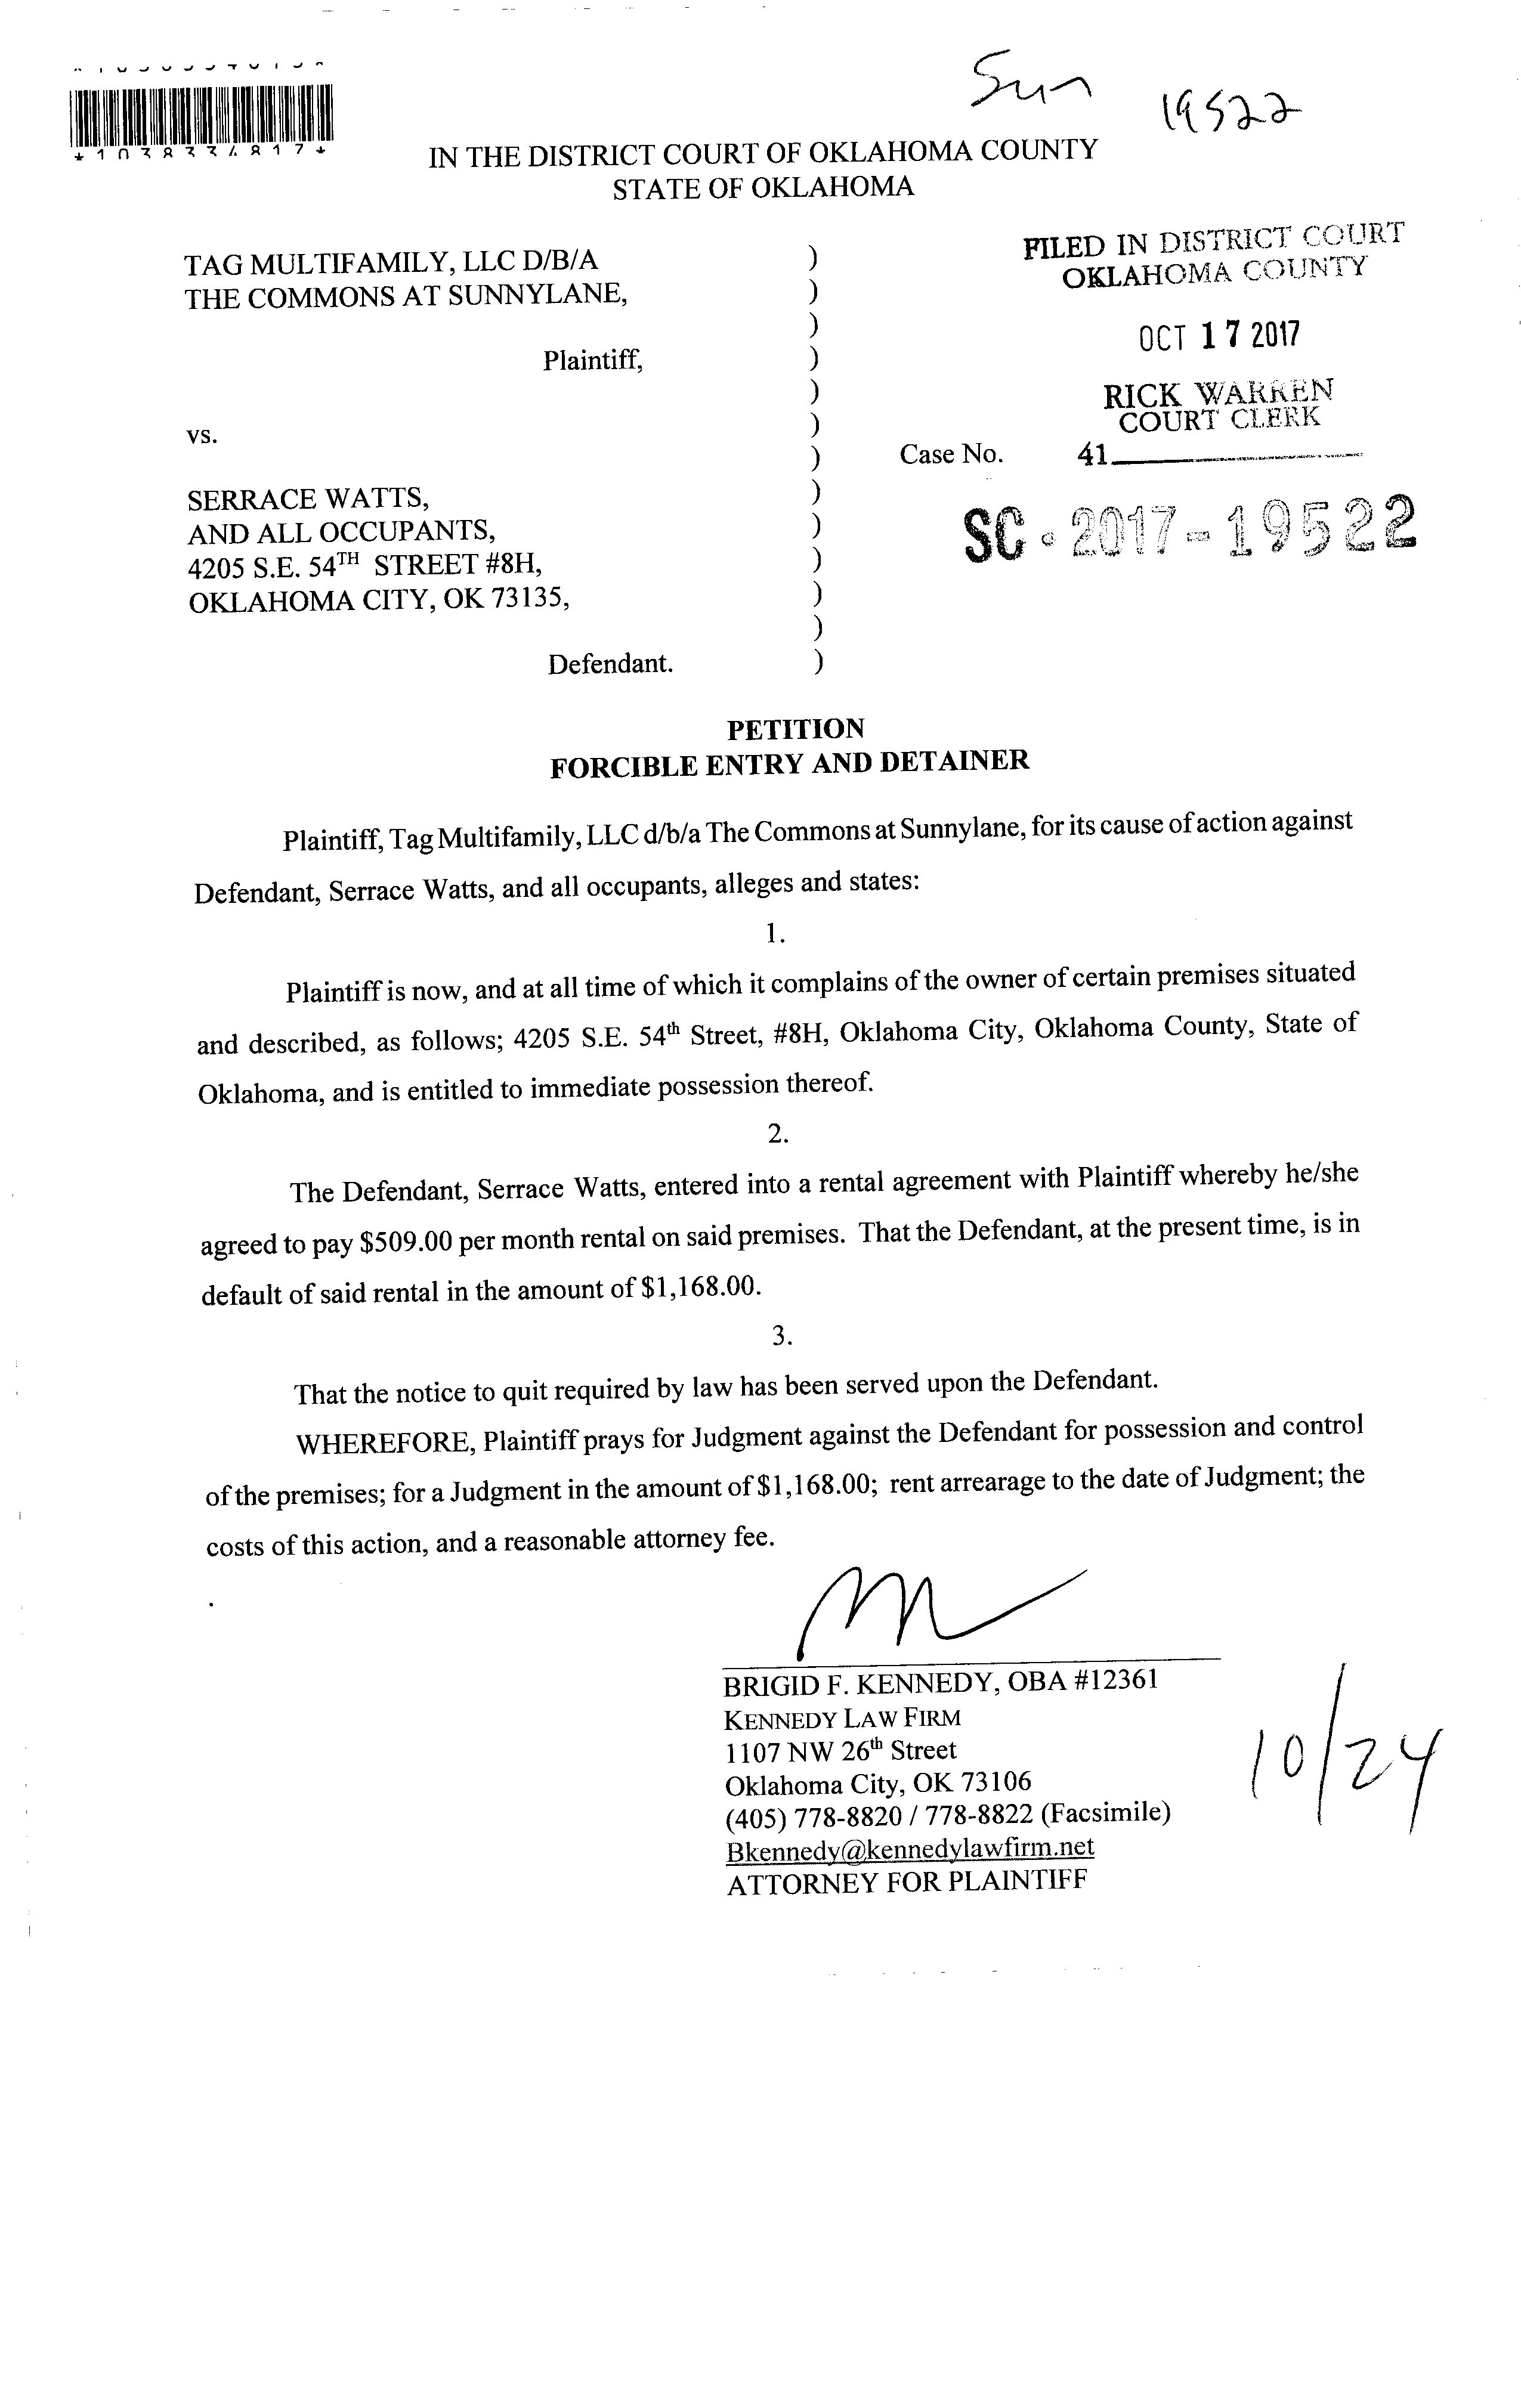 Sun 19522
*1038334817*
IN THE DISTRICT COURT OF OKLAHOMA COUNTY
STATE OF OKLAHOMA
FILED IN DISTRICT COURT
OKLAHOMA COUNTY
OCT 17 2017
RICK WARREN
COURT CLERK
41
TAG MULTIFAMILY, LLC D/B/A )
THE COMMONS AT SUNNYLANE, )
)
Plaintiff, )
)
vs. )
) Case No.
SC-2017-19522
SERRACE WATTS, )
AND ALL OCCUPANTS, )
4205 S.E. 54TH STREET #8H, )
OKLAHOMA CITY, OK 73135, )
)
Defendant. )
PETITION
FORCIBLE ENTRY AND DETAINER
Plaintiff, Tag Multifamily, LLC d/b/a The Commons at Sunnylane, for its cause of action against
Defendant, Serrace Watts, and all occupants, alleges and states:
1.
Plaintiff is now, and at all time of which it complains of the owner of certain premises situated
and described, as follows; 4205 S.E. 54th Street, #8H, Oklahoma City, Oklahoma County, State of
Oklahoma, and is entitled to immediate possession thereof.
2.
The Defendant, Serrace Watts, entered into a rental agreement with Plaintiff whereby he/she
agreed to pay $509.00 per month rental on said premises. That the Defendant, at the present time, is in
default of said rental in the amount of $1,168.00.
3.
That the notice to quit required by law has been served upon the Defendant.
WHEREFORE, Plaintiff prays for Judgment against the Defendant for possession and control
of the premises; for a Judgment in the amount of $1,168.00; rent arrearage to the date of Judgment; the
costs of this action, and a reasonable attorney fee.
.
BRIGID F. KENNEDY, OBA #12361
KENNEDY LAW FIRM
1107 NW 26th Street
Oklahoma City, OK 73106
(405) 778-8820 / 778-8822 (Facsimile)
Bkennedy@kennedylawfirm.net
ATTORNEY FOR PLAINTIFF
10/24